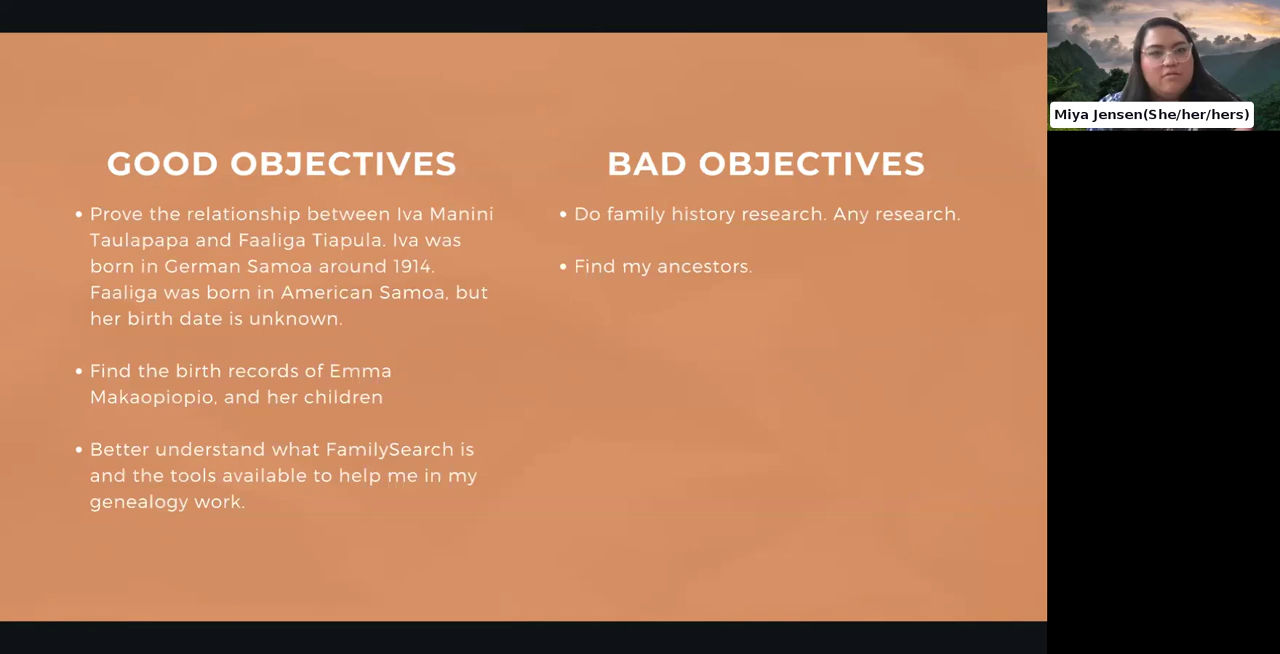 GOOD OBJECTIVES
• Prove the relationship between Iva Manini
Taulapapa and Faaliga Tiapula. Iva was
born in German Samoa around 1914.
Faaliga was born in American Samoa, but
her birth date is unknown.
• Find the birth records of Emma
Makaopiopio, and her children
• Better understand what FamilySearch is
and the tools available to help me in my
genealogy work.
BAD OBJECTIVES
• Do family history research. Any research.
• Find my ancestors.
Miya Jensen(She/her/hers)